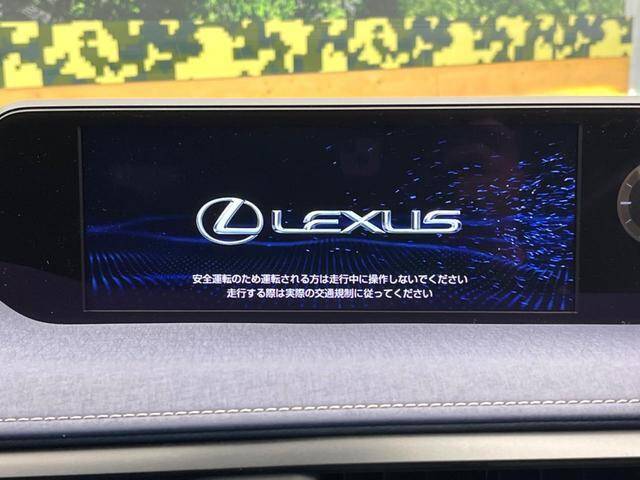 LEXUS
安全運転のため運転される方は走行中に操作しないでください
走行する際は実際の交通規制に従ってください